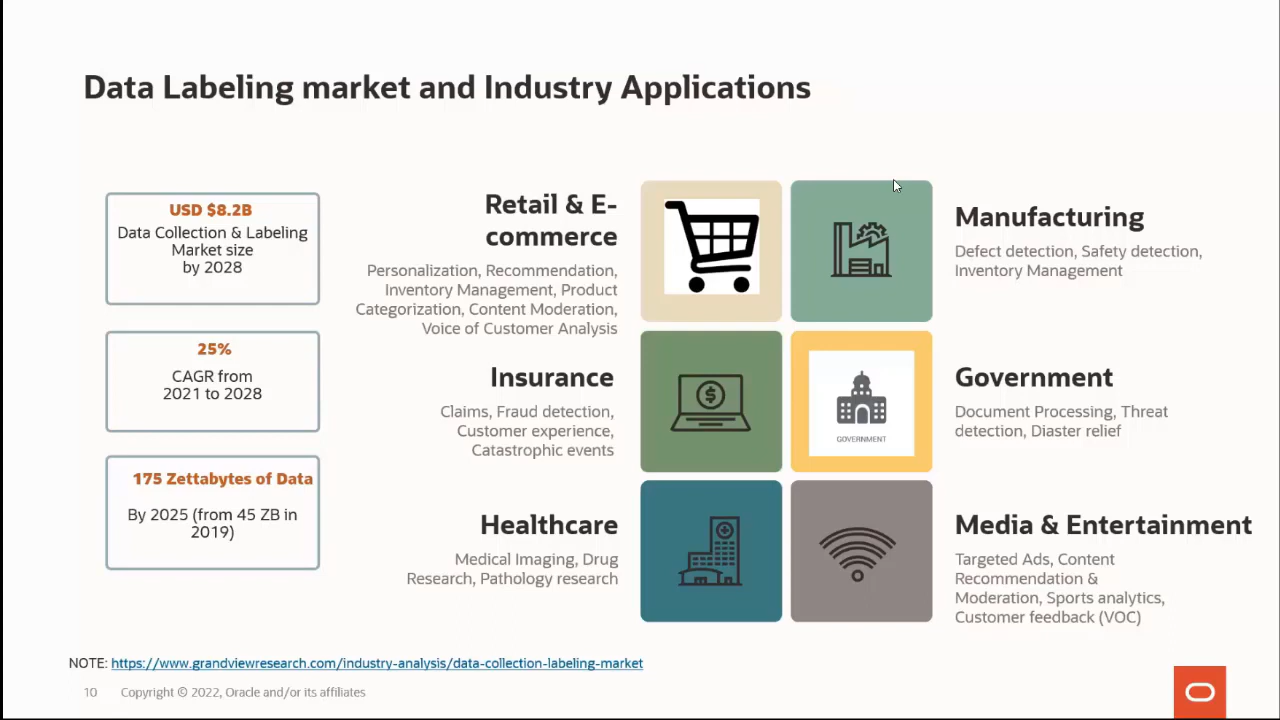 Data Labeling market and Industry Applications
USD $8.2B
Data Collection & Labeling
Market size
by 2028
25%
CAGR from
2021 to 2028
175 Zettabytes of Data
By 2025 (from 45 ZB in
2019)
Retail & E-
commerce
Personalization, Recommendation,
Inventory Management, Product
Categorization, Content Moderation,
Voice of Customer Analysis
Insurance
Claims, Fraud detection,
Customer experience,
Catastrophic events
Healthcare
Medical Imaging, Drug
Research, Pathology research
GOVERNMENT
Manufacturing
Defect detection, Safety detection,
Inventory Management
Government
Document Processing, Threat
detection, Diaster relief
Media & Entertainment
Targeted Ads, Content
Recommendation &
Moderation, Sports analytics,
Customer feedback (VOC)
NOTE: https://www.grandviewresearch.com/industry-analysis/data-collection-labeling-market
10 Copyright © 2022, Oracle and/or its affiliates